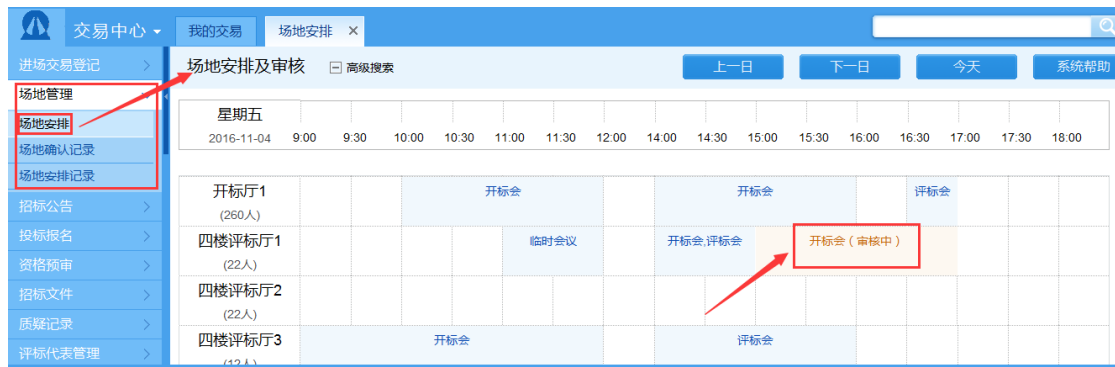 交易中心 我的交易 场地安排 ×
进场交易登记
场地管理
场地安排
场地确认记录
场地安排记录
招标公告
投标报名
资格预审
招标文件
质疑记录
评标代表管理
场地安排及审核 高级搜索 上一日 下一日 今天 系统帮助
星期五
2016-11-04 9:00 9:30 10:00 10:30 11:00 11:30 12:00 14:00 14:30 15:00 15:30 16:00 16:30 17:00 17:30 18:00
开标厅1 开标会 开标会 评标会
(260人)
四楼评标厅1 临时会议 开标会,评标会 开标会（审核中）
(22人)
四楼评标厅2
(22人)
四楼评标厅3 开标会 评标会
(12人)